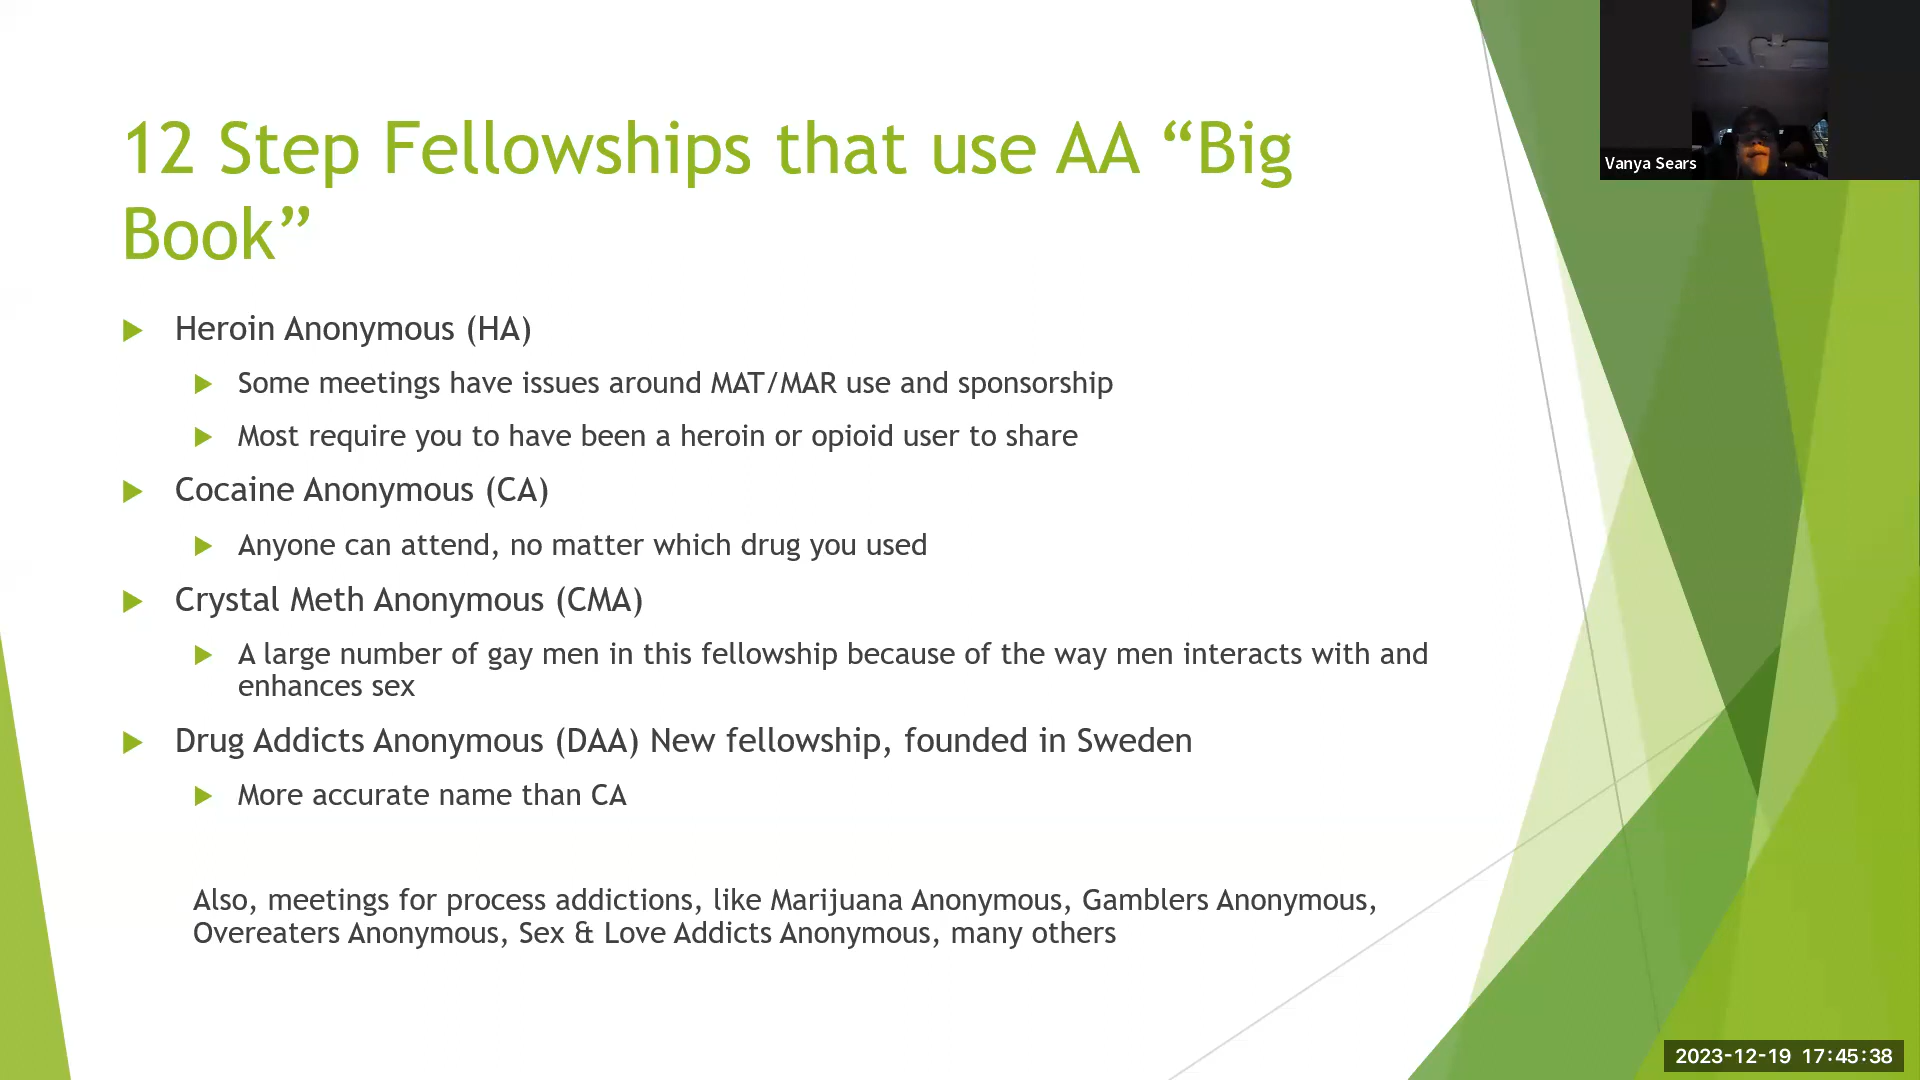 12 Step Fellowships that use AA “Big
Book”
Heroin Anonymous (HA)
Some meetings have issues around MAT/MAR use and sponsorship
Most require you to have been a heroin or opioid user to share
Cocaine Anonymous (CA)
Anyone can attend, no matter which drug you used
Crystal Meth Anonymous (CMA)
A large number of gay men in this fellowship because of the way men interacts with and
enhances sex
Drug Addicts Anonymous (DAA) New fellowship, founded in Sweden
More accurate name than CA
Also, meetings for process addictions, like Marijuana Anonymous, Gamblers Anonymous,
Overeaters Anonymous, Sex & Love Addicts Anonymous, many others
Vanya Sears
2023-12-19 17:45:38